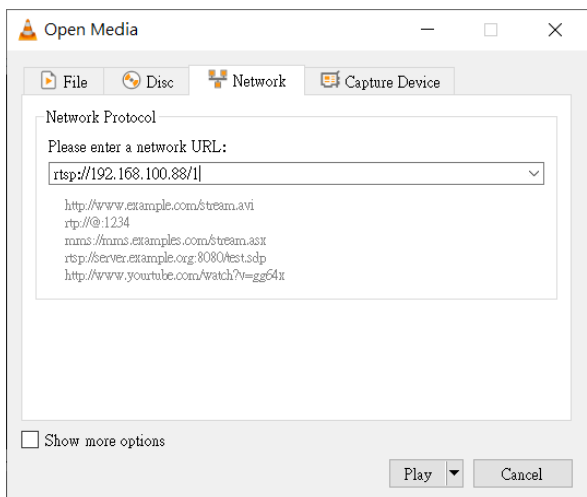 Open Media
File Disc Network Capture Device
Network Protocol
Please enter a network URL:
rtsp://192.168.100.88/1
http://www.example.com/stream.avi
rtp://@:1234
mms://mms.examples.com/stream.asx
rtsp://server.example.org:8080/test.sdp
http://www.yourtube.com/watch?v=gg64x
Show more options
Play Cancel